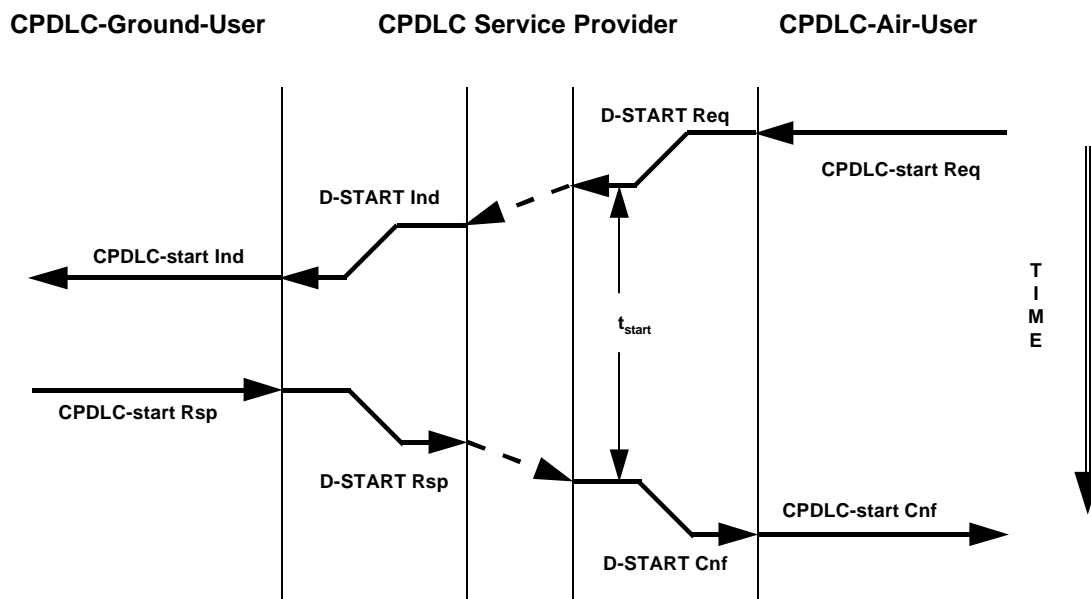 CPDLC-Ground-User
CPDLC Service Provider
CPDLC-Air-User
D-START Req
CPDLC-start Req
D-START Ind
CPDLC-start Ind
T
I
M
E
t_start
CPDLC-start Rsp
D-START Rsp
CPDLC-start Cnf
D-START Cnf